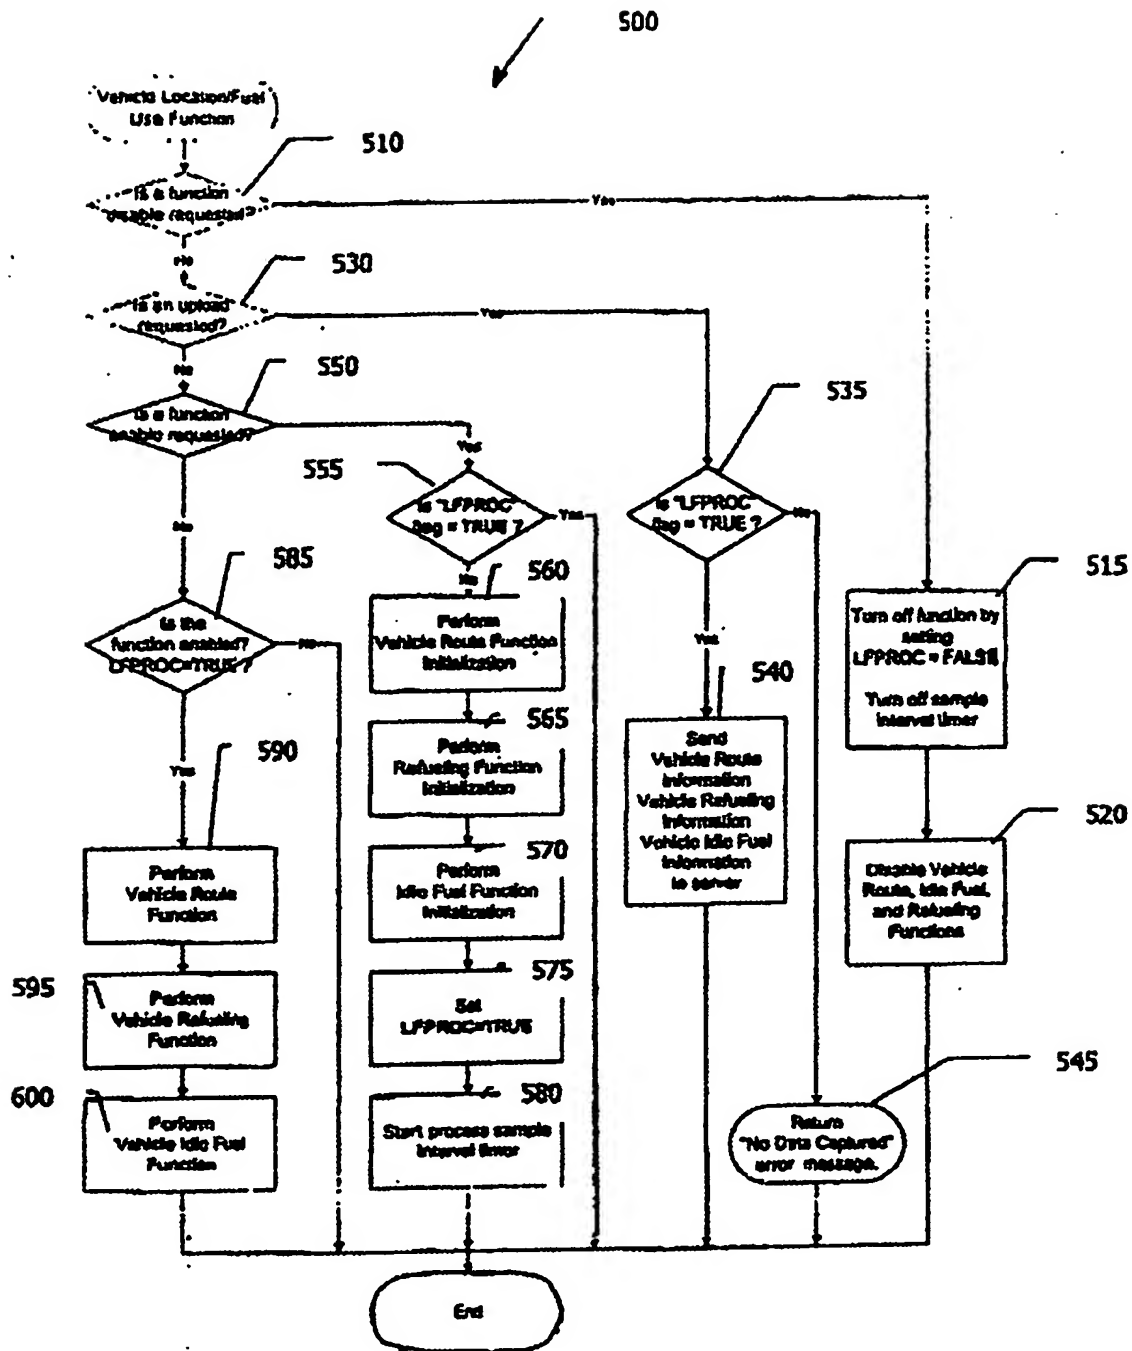 500
Vehicle Location/Fuel
Use Function
510
Is a function
disable requested?
Yes
No
530
Is an upload
requested?
Yes
No
550
Is a function
enable requested?
Yes
No
535
Is "LFPROC"
flag = TRUE ?
No
Yes
555
Is "LFPROC"
flag = TRUE ?
Yes
No
585
Is the
function enabled?
LFPROC=TRUE ?
No
Yes
560
Perform
Vehicle Route Function
Initialization
515
Turn off function by
setting
LFPROC = FALSE
Turn off sample
interval timer
540
Send
Vehicle Route
Information
Vehicle Refueling
Information
Vehicle Idle Fuel
Information
to server
565
Perform
Refueling Function
Initialization
590
Perform
Vehicle Route
Function
570
Perform
Idle Fuel Function
Initialization
520
Disable Vehicle
Route, Idle Fuel,
and Refueling
Functions
595
Perform
Vehicle Refueling
Function
575
Set
LFPROC=TRUE
600
Perform
Vehicle Idle Fuel
Function
580
Start process sample
interval timer
545
Return
"No Data Captured"
error message.
End